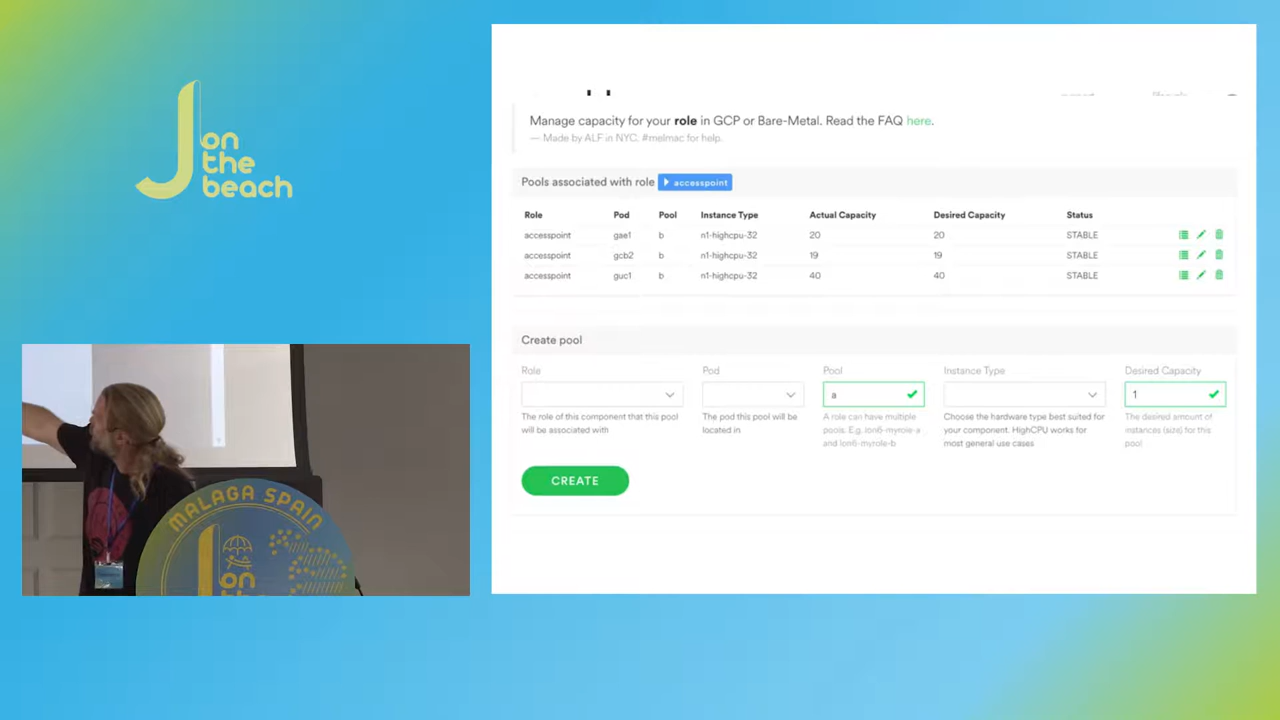 J on
the
beach
Manage capacity for your role in GCP or Bare-Metal. Read the FAQ here.
— Made by ALF in NYC. #melmac for help.
Pools associated with role accesspoint
Role Pod Pool Instance Type Actual Capacity Desired Capacity Status
accesspoint gae1 b n1-highcpu-32 20 20 STABLE
accesspoint gcb2 b n1-highcpu-32 19 19 STABLE
accesspoint guc1 b n1-highcpu-32 40 40 STABLE
Create pool
Role Pod Pool Instance Type Desired Capacity
a 1
The role of this component that this pool will be associated with
The pod this pool will be located in
A role can have multiple pools. E.g. lon6-myrole-a and lon6-myrole-b
Choose the hardware type best suited for your component. HighCPU works for most general use cases
The desired amount of instances (size) for this pool
CREATE
MALAGA SPAIN
J on